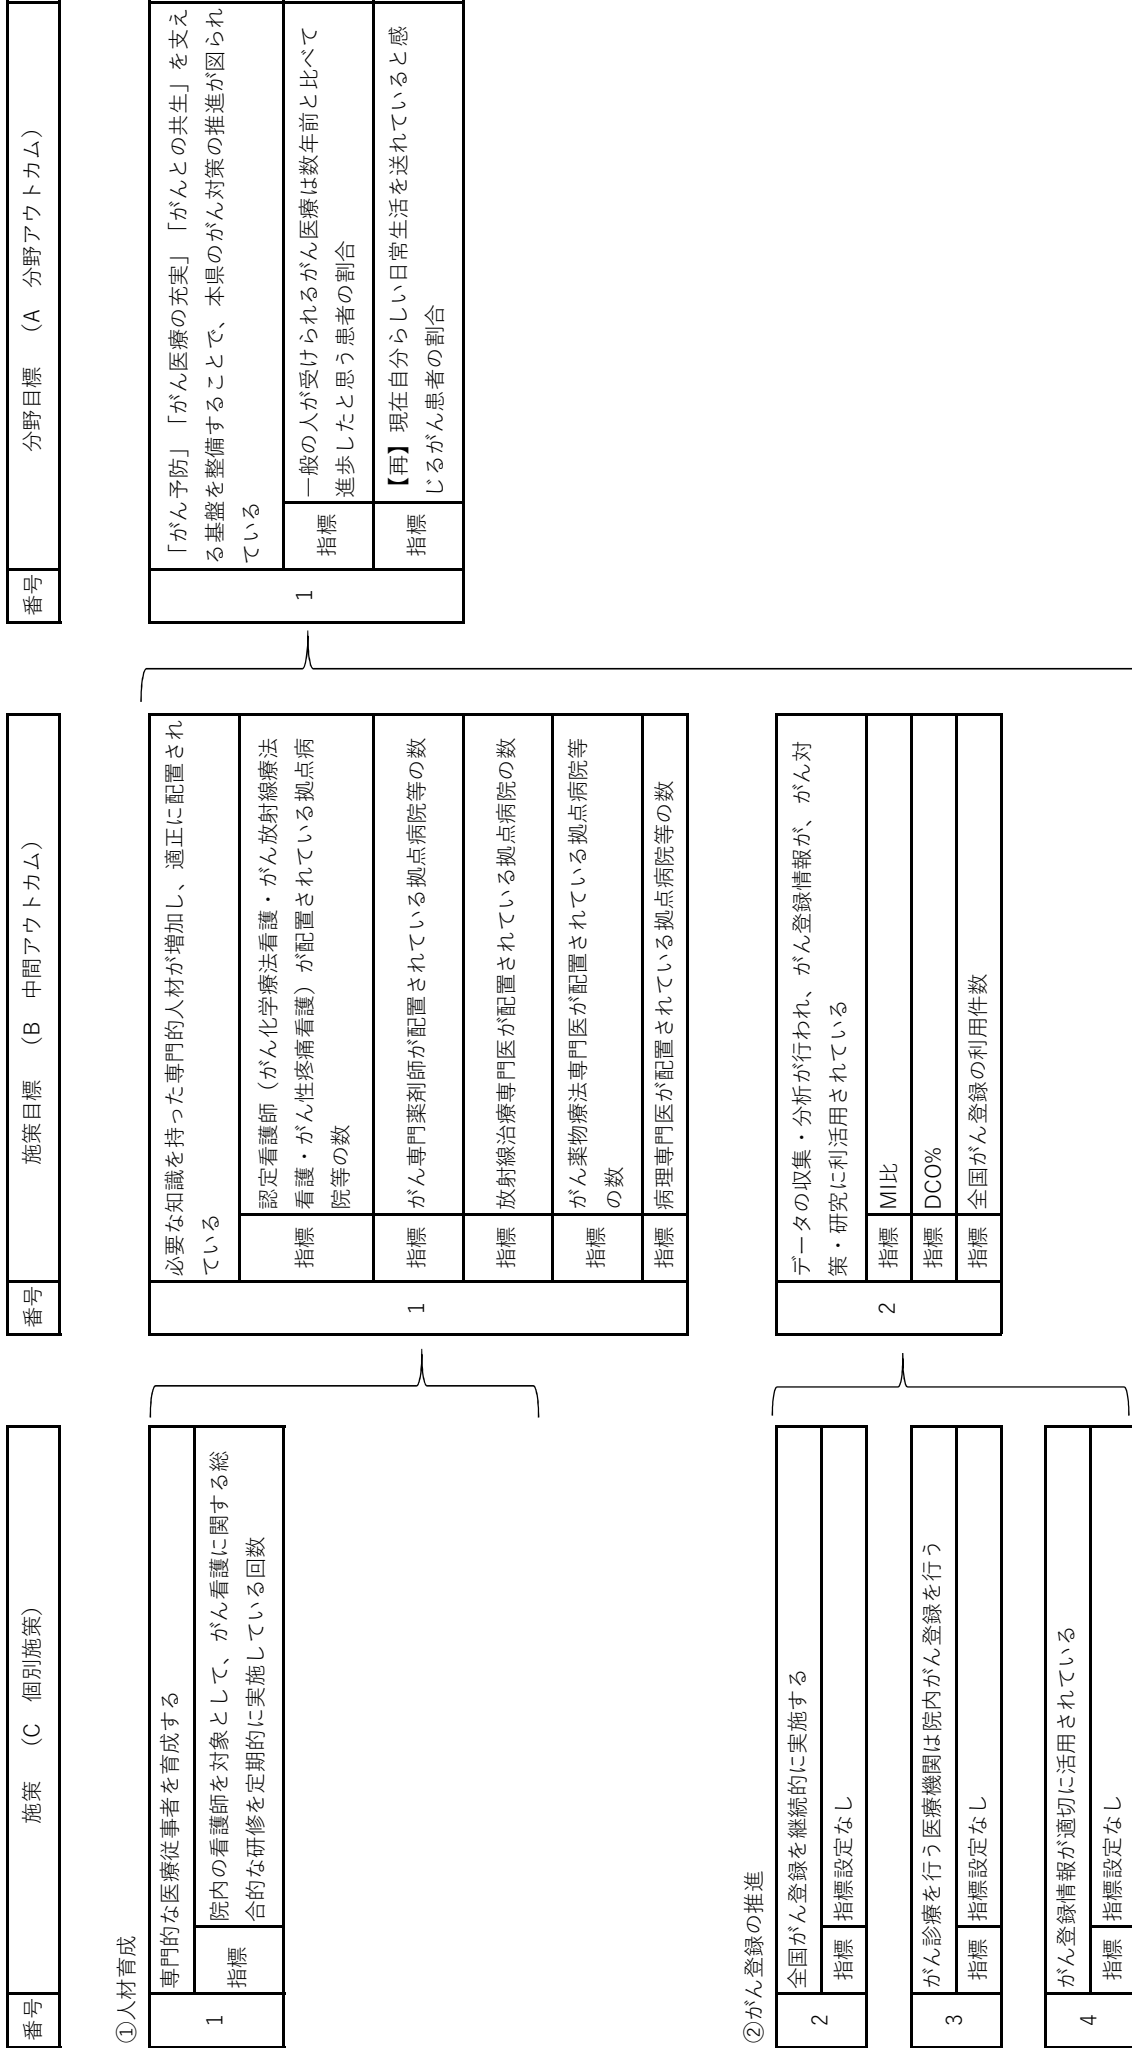 番号
施策　（C　個別施策）
番号
施策目標　（B　中間アウトカム）
番号
分野目標　（A　分野アウトカム）
①人材育成
1
専門的な医療従事者を育成する
指標
院内の看護師を対象として、がん看護に関する総
合的な研修を定期的に実施している回数
1
必要な知識を持った専門的人材が増加し、適正に配置され
ている
指標
認定看護師（がん化学療法看護・がん放射線療法
看護・がん性疼痛看護）が配置されている拠点病
院等の数
指標
がん専門薬剤師が配置されている拠点病院等の数
指標
放射線治療専門医が配置されている拠点病院の数
指標
がん薬物療法専門医が配置されている拠点病院等
の数
指標
病理専門医が配置されている拠点病院等の数
1
「がん予防」「がん医療の充実」「がんとの共生」を支え
る基盤を整備することで、本県のがん対策の推進が図られ
ている
指標
一般の人が受けられるがん医療は数年前と比べて
進歩したと思う患者の割合
指標
【再】現在自分らしい日常生活を送れていると感
じるがん患者の割合
②がん登録の推進
2
全国がん登録を継続的に実施する
指標
指標設定なし
3
がん診療を行う医療機関は院内がん登録を行う
指標
指標設定なし
4
がん登録情報が適切に活用されている
指標
指標設定なし
2
データの収集・分析が行われ、がん登録情報が、がん対
策・研究に利活用されている
指標
MI比
指標
DCO%
指標
全国がん登録の利用件数